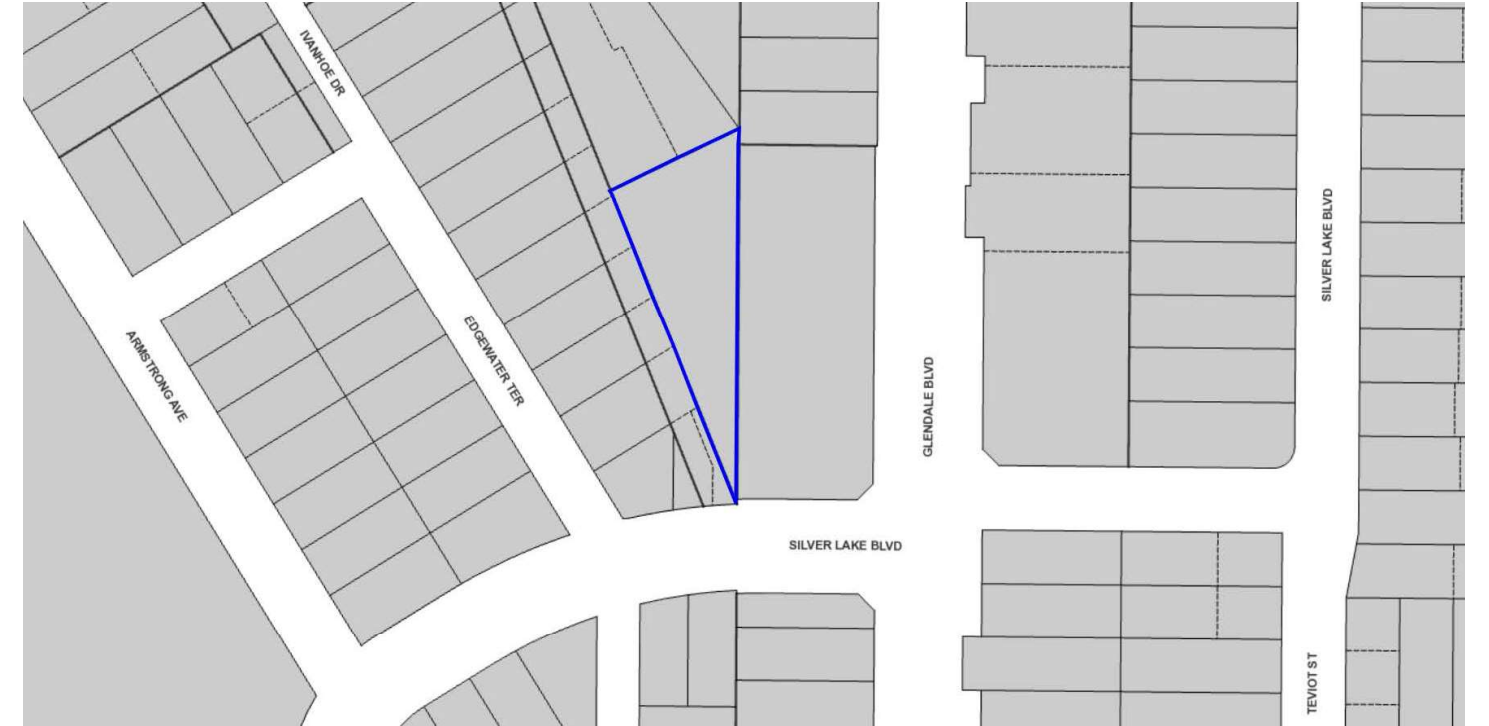 IVANHOE DR
SILVER LAKE BLVD
ARMSTRONG AVE
EDGEWATER TER
GLENDALE BLVD
SILVER LAKE BLVD
TEVIOT ST